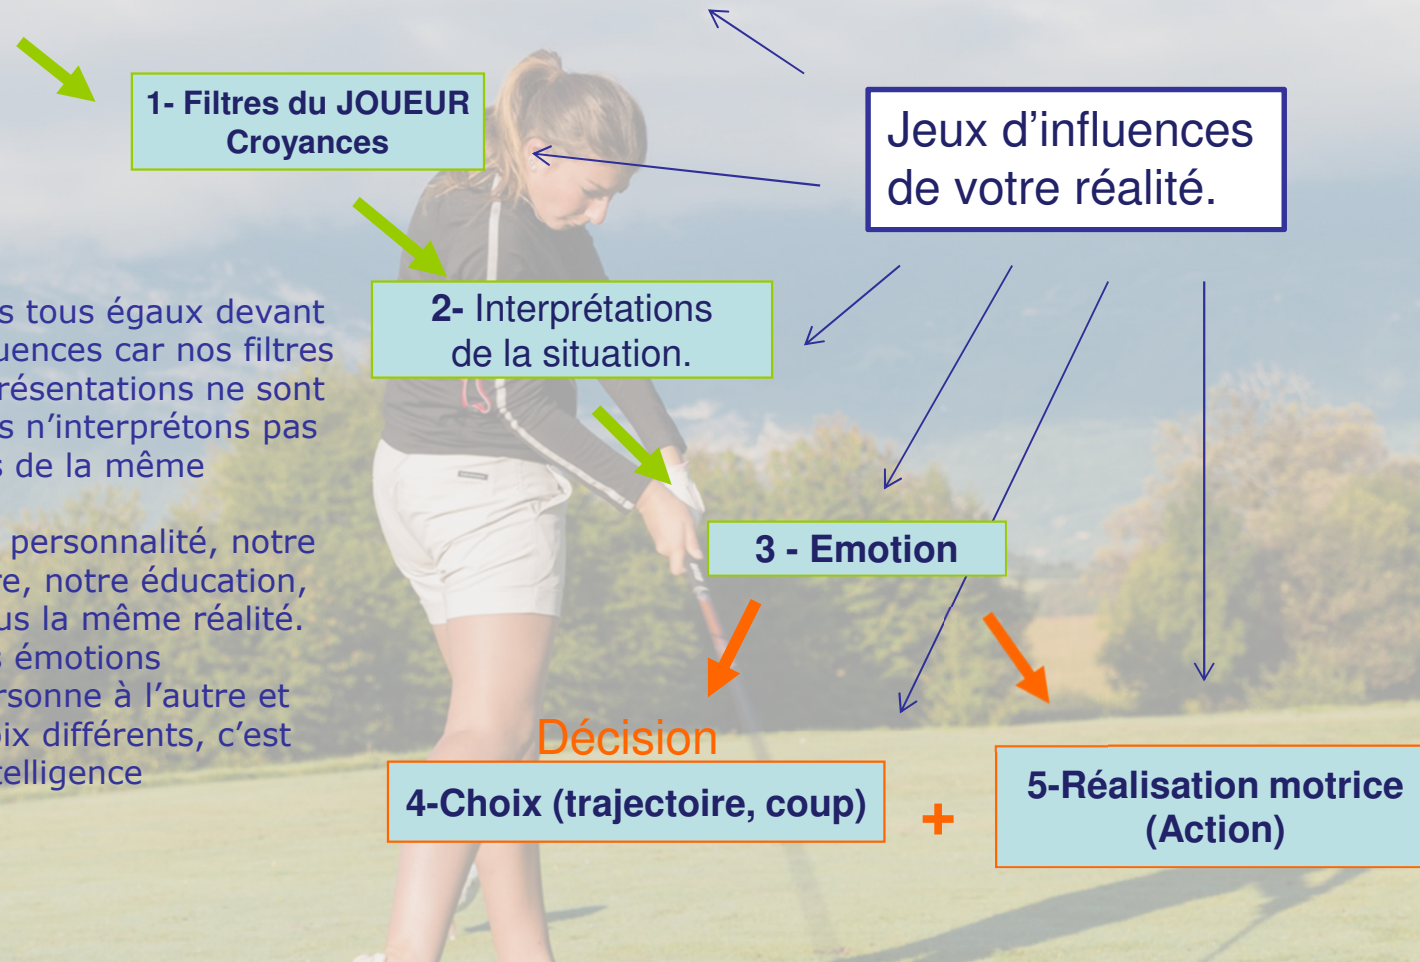 1- Filtres du JOUEUR
Croyances
Jeux d’influences
de votre réalité.
2- Interprétations
de la situation.
s tous égaux devant
uences car nos filtres
résentations ne sont
s n’interprétons pas
s de la même
personnalité, notre
re, notre éducation,
us la même réalité.
s émotions
ersonne à l’autre et
oix différents, c’est
telligence
3 - Emotion
Décision
4-Choix (trajectoire, coup)
+
5-Réalisation motrice
(Action)